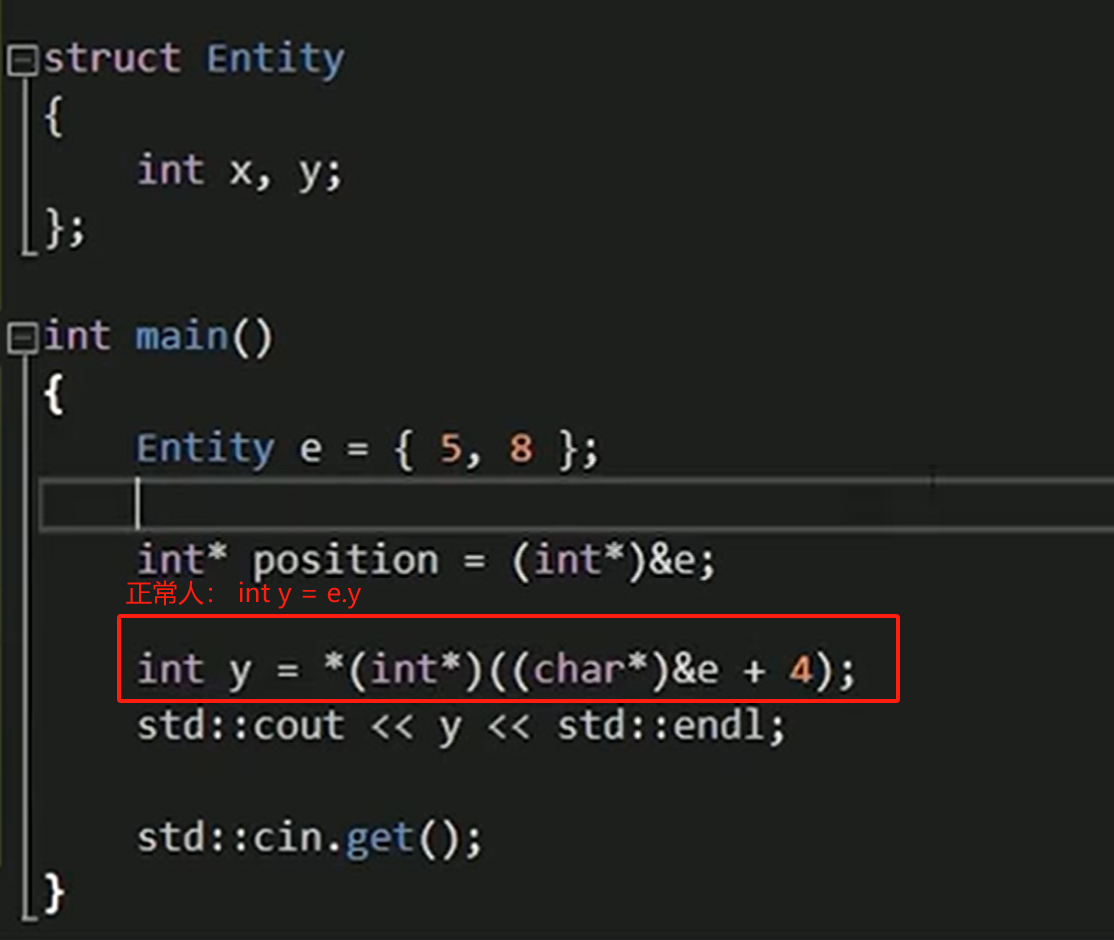 struct Entity
{
int x, y;
};
int main()
{
Entity e = { 5, 8 };
int* position = (int*)&e;
正常人： int y = e.y
int y = *(int*)((char*)&e + 4);
std::cout << y << std::endl;
std::cin.get();
}